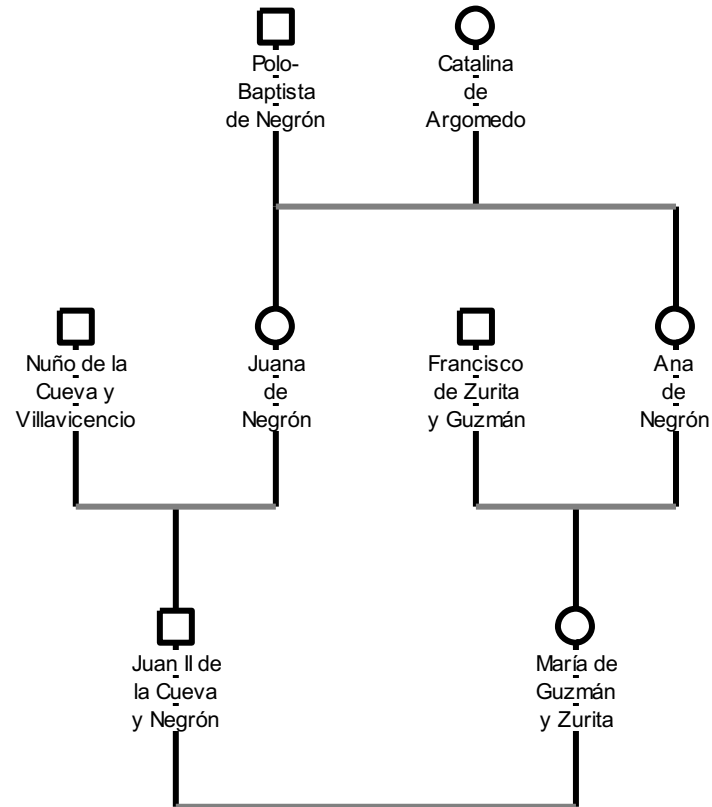 Polo-
Baptista
de Negrón
Catalina
de
Argomedo
Nuño de la
Cueva y
Villavicencio
Juana
de
Negrón
Francisco
de Zurita
y Guzmán
Ana
de
Negrón
Juan II de
la Cueva
y Negrón
María de
Guzmán
y Zurita